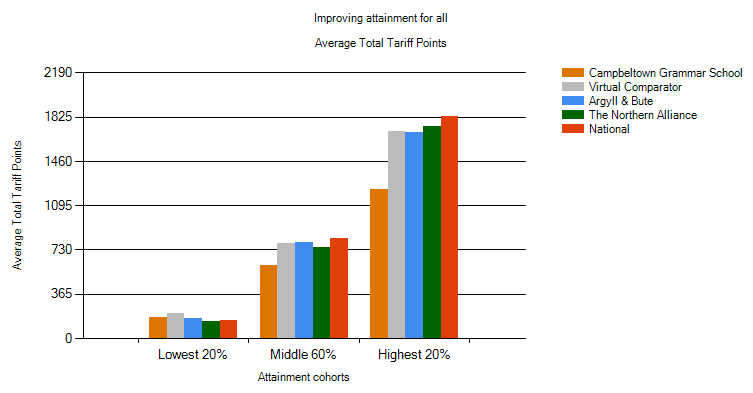 Improving attainment for all
Average Total Tariff Points
Average Total Tariff Points
2190
1825
1460
1095
730
365
0
Lowest 20%
Middle 60%
Highest 20%
Attainment cohorts
Campbeltown Grammar School
Virtual Comparator
Argyll & Bute
The Northern Alliance
National